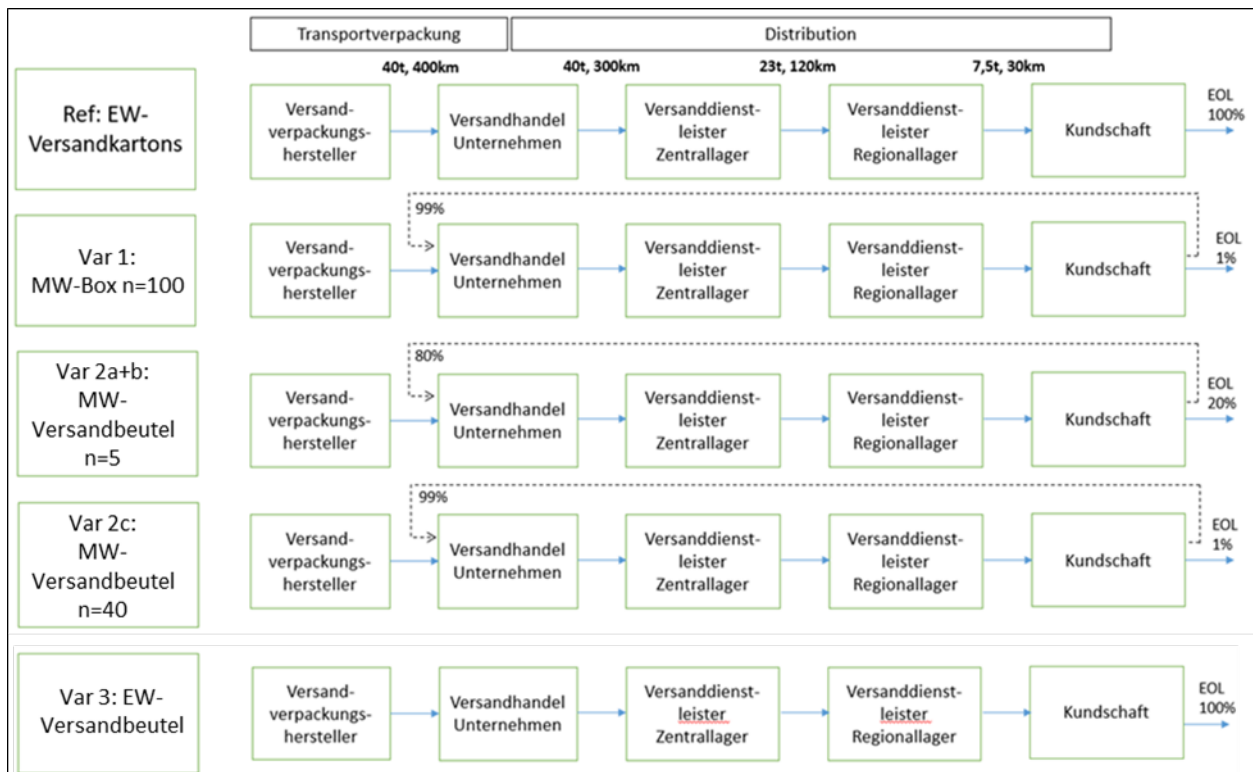 Transportverpackung
Distribution
40t, 400km
40t, 300km
23t, 120km
7,5t, 30km
Ref: EW-
Versandkartons
Versand-
verpackungs-
hersteller
Versandhandel
Unternehmen
Versanddienst-
leister
Zentrallager
Versanddienst-
leister
Regionallager
Kundschaft
EOL
100%
Var 1:
MW-Box n=100
99%
Versand-
verpackungs-
hersteller
Versandhandel
Unternehmen
Versanddienst-
leister
Zentrallager
Versanddienst-
leister
Regionallager
Kundschaft
EOL
1%
Var 2a+b:
MW-
Versandbeutel
n=5
80%
Versand-
verpackungs-
hersteller
Versandhandel
Unternehmen
Versanddienst-
leister
Zentrallager
Versanddienst-
leister
Regionallager
Kundschaft
EOL
20%
Var 2c:
MW-
Versandbeutel
n=40
99%
Versand-
verpackungs-
hersteller
Versandhandel
Unternehmen
Versanddienst-
leister
Zentrallager
Versanddienst-
leister
Regionallager
Kundschaft
EOL
1%
Var 3: EW-
Versandbeutel
Versand-
verpackungs-
hersteller
Versandhandel
Unternehmen
Versanddienst-
leister
Zentrallager
Versanddienst-
leister
Regionallager
Kundschaft
EOL
100%